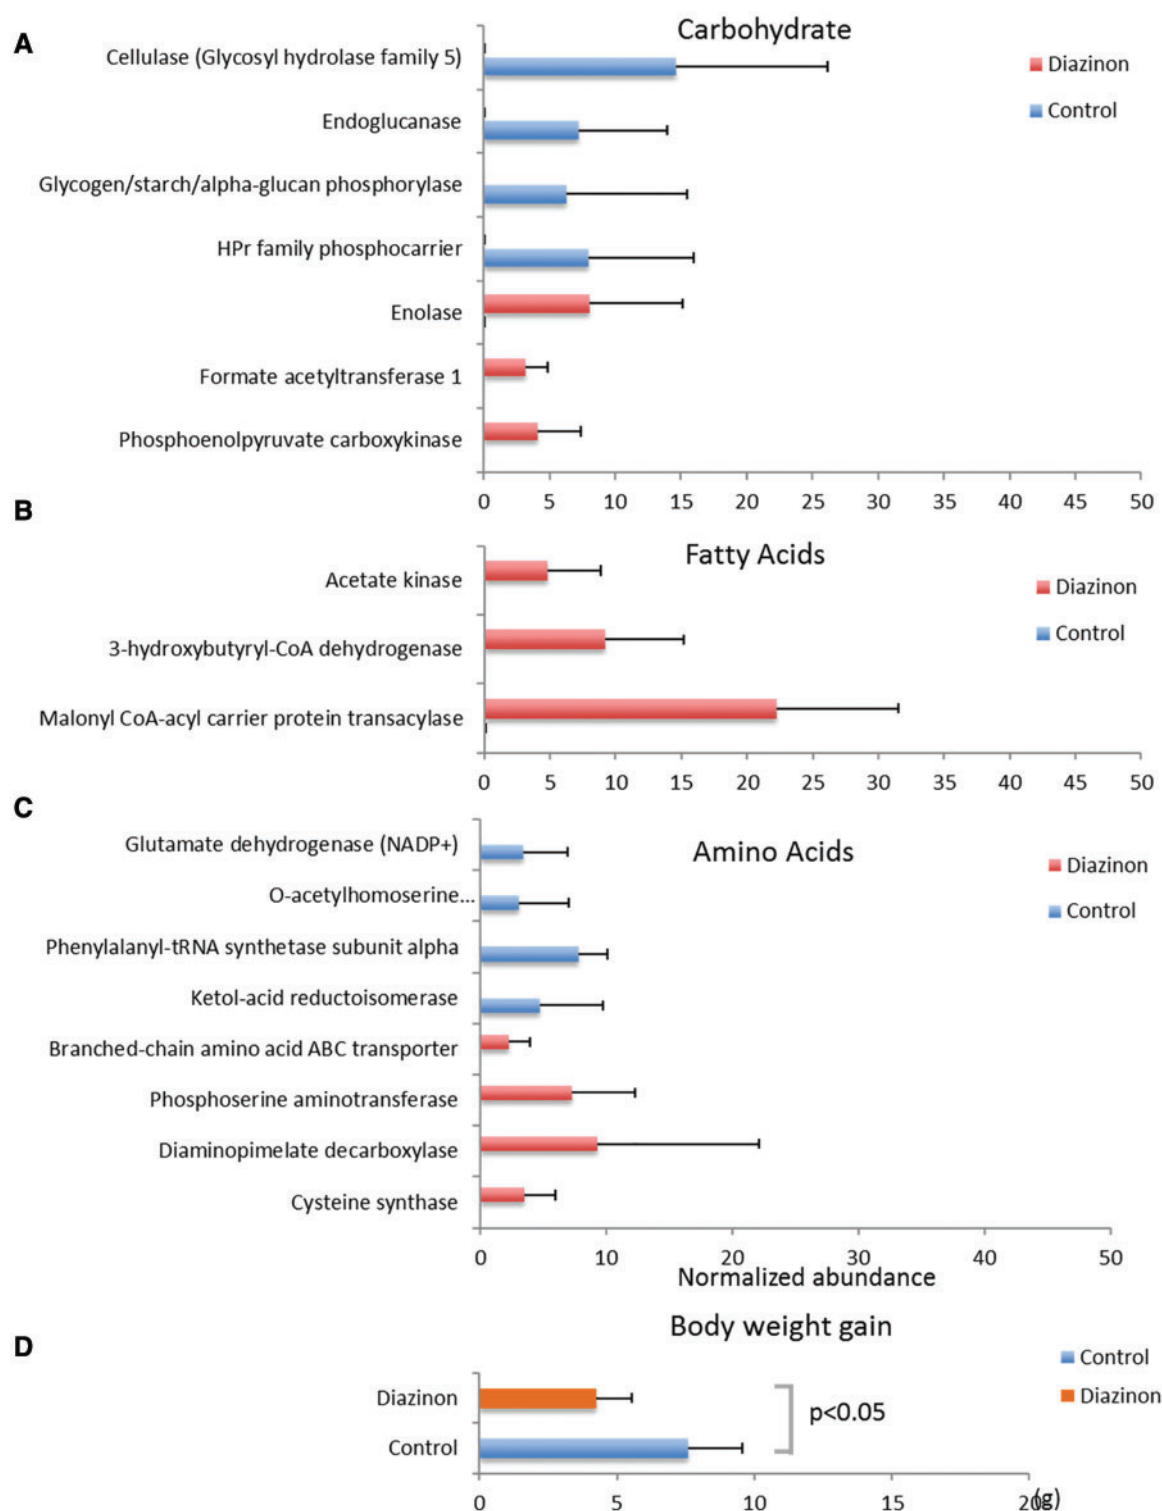 A
Carbohydrate
Cellulase (Glycosyl hydrolase family 5)
Endoglucanase
Glycogen/starch/alpha-glucan phosphorylase
HPr family phosphocarrier
Enolase
Formate acetyltransferase 1
Phosphoenolpyruvate carboxykinase
Diazinon
Control
0 5 10 15 20 25 30 35 40 45 50
B
Fatty Acids
Acetate kinase
3-hydroxybutyryl-CoA dehydrogenase
Malonyl CoA-acyl carrier protein transacylase
Diazinon
Control
0 5 10 15 20 25 30 35 40 45 50
C
Amino Acids
Glutamate dehydrogenase (NADP+)
O-acetylhomoserine...
Phenylalanyl-tRNA synthetase subunit alpha
Ketol-acid reductoisomerase
Branched-chain amino acid ABC transporter
Phosphoserine aminotransferase
Diaminopimelate decarboxylase
Cysteine synthase
Diazinon
Control
0 10 20 30 40 50
Normalized abundance
D
Body weight gain
Control
Diazinon
Diazinon
Control
p<0.05
0 5 10 15 20 (g)